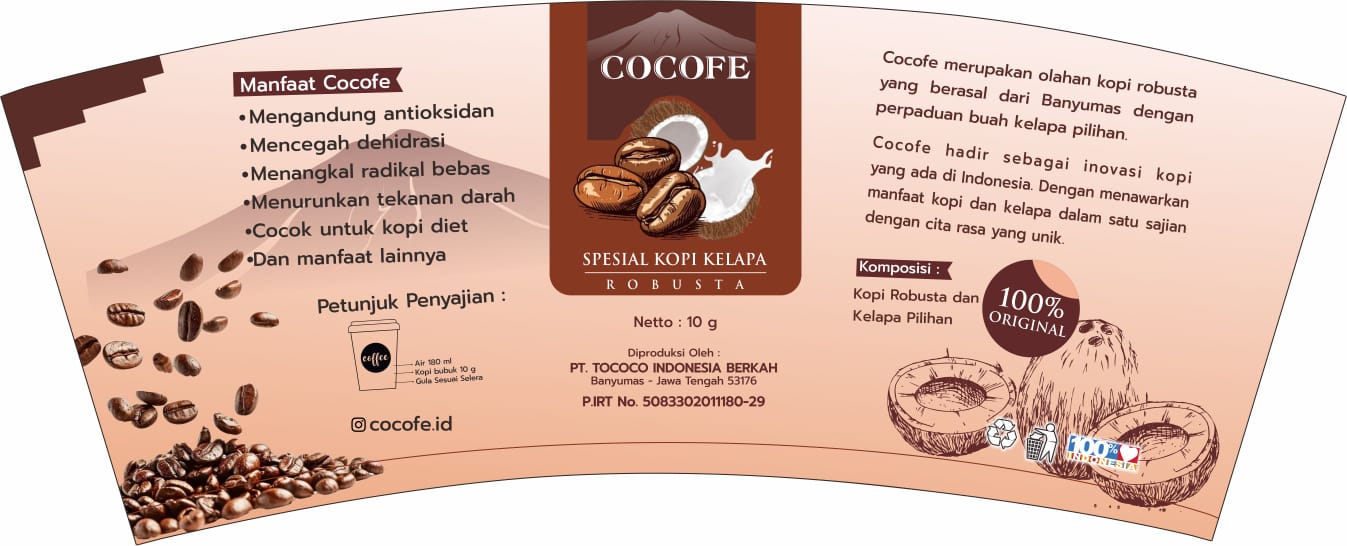 Manfaat Cocofe
•Mengandung antioksidan
•Mencegah dehidrasi
•Menangkal radikal bebas
•Menurunkan tekanan darah
•Cocok untuk kopi diet
•Dan manfaat lainnya
Petunjuk Penyajian :
coffee
Air 180 ml
Kopi bubuk 10 g
Gula Sesuai Selera
cocofe.id
COCOFE
SPESIAL KOPI KELAPA
ROBUSTA
Netto : 10 g
Diproduksi Oleh :
PT. TOCOCO INDONESIA BERKAH
Banyumas - Jawa Tengah 53176
P.IRT No. 5083302011180-29
Cocofe merupakan olahan kopi robusta
yang berasal dari Banyumas dengan
perpaduan buah kelapa pilihan.
Cocofe hadir sebagai inovasi kopi
yang ada di Indonesia. Dengan menawarkan
manfaat kopi dan kelapa dalam satu sajian
dengan cita rasa yang unik.
Komposisi :
Kopi Robusta dan
Kelapa Pilihan
100%
ORIGINAL
100%
INDONESIA